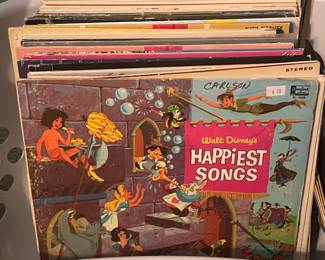 STEREO
CARLSON
Walt Disney's
HAPPIEST
SONGS